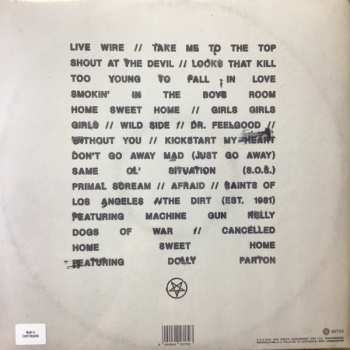 LIVE WIRE // TAKE ME TO THE TOP
SHOUT AT THE DEVIL // LOOKS THAT KILL
TOO YOUNG TO FALL IN LOVE
SMOKIN' IN THE BOYS ROOM
HOME SWEET HOME // GIRLS GIRLS
GIRLS // WILD SIDE // DR. FEELGOOD //
WITHOUT YOU // KICKSTART MY HEART
DON'T GO AWAY MAD (JUST GO AWAY)
SAME OL' SITUATION (S.O.S.)
PRIMAL SCREAM // AFRAID // SAINTS OF
LOS ANGELES //THE DIRT (EST. 1981)
FEATURING MACHINE GUN KELLY
DOGS OF WAR // CANCELLED
HOME SWEET HOME
FEATURING DOLLY PARTON